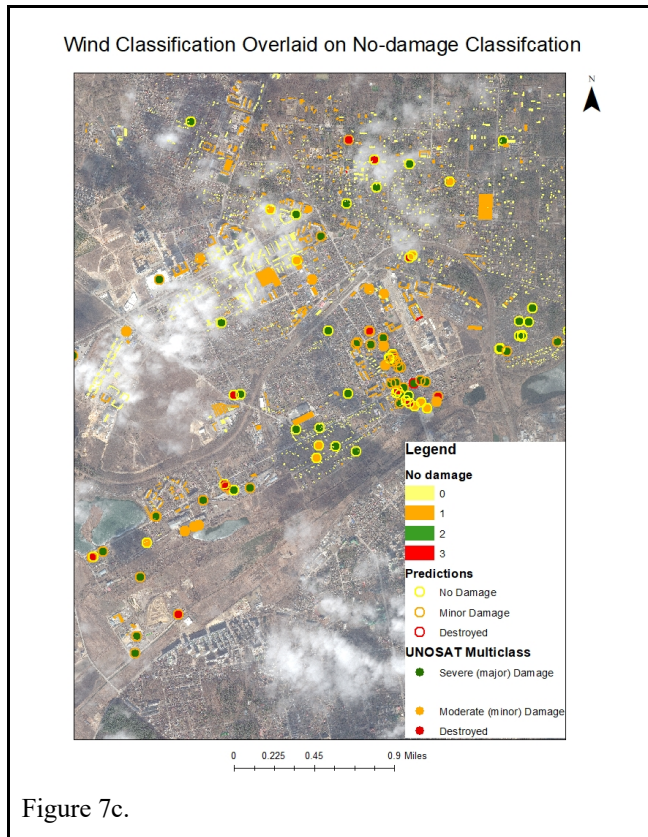 Wind Classification Overlaid on No-damage Classifcation
N
Legend
No damage
0
1
2
3
Predictions
No Damage
Minor Damage
Destroyed
UNOSAT Multiclass
Severe (major) Damage
Moderate (minor) Damage
Destroyed
0 0.225 0.45 0.9 Miles
Figure 7c.